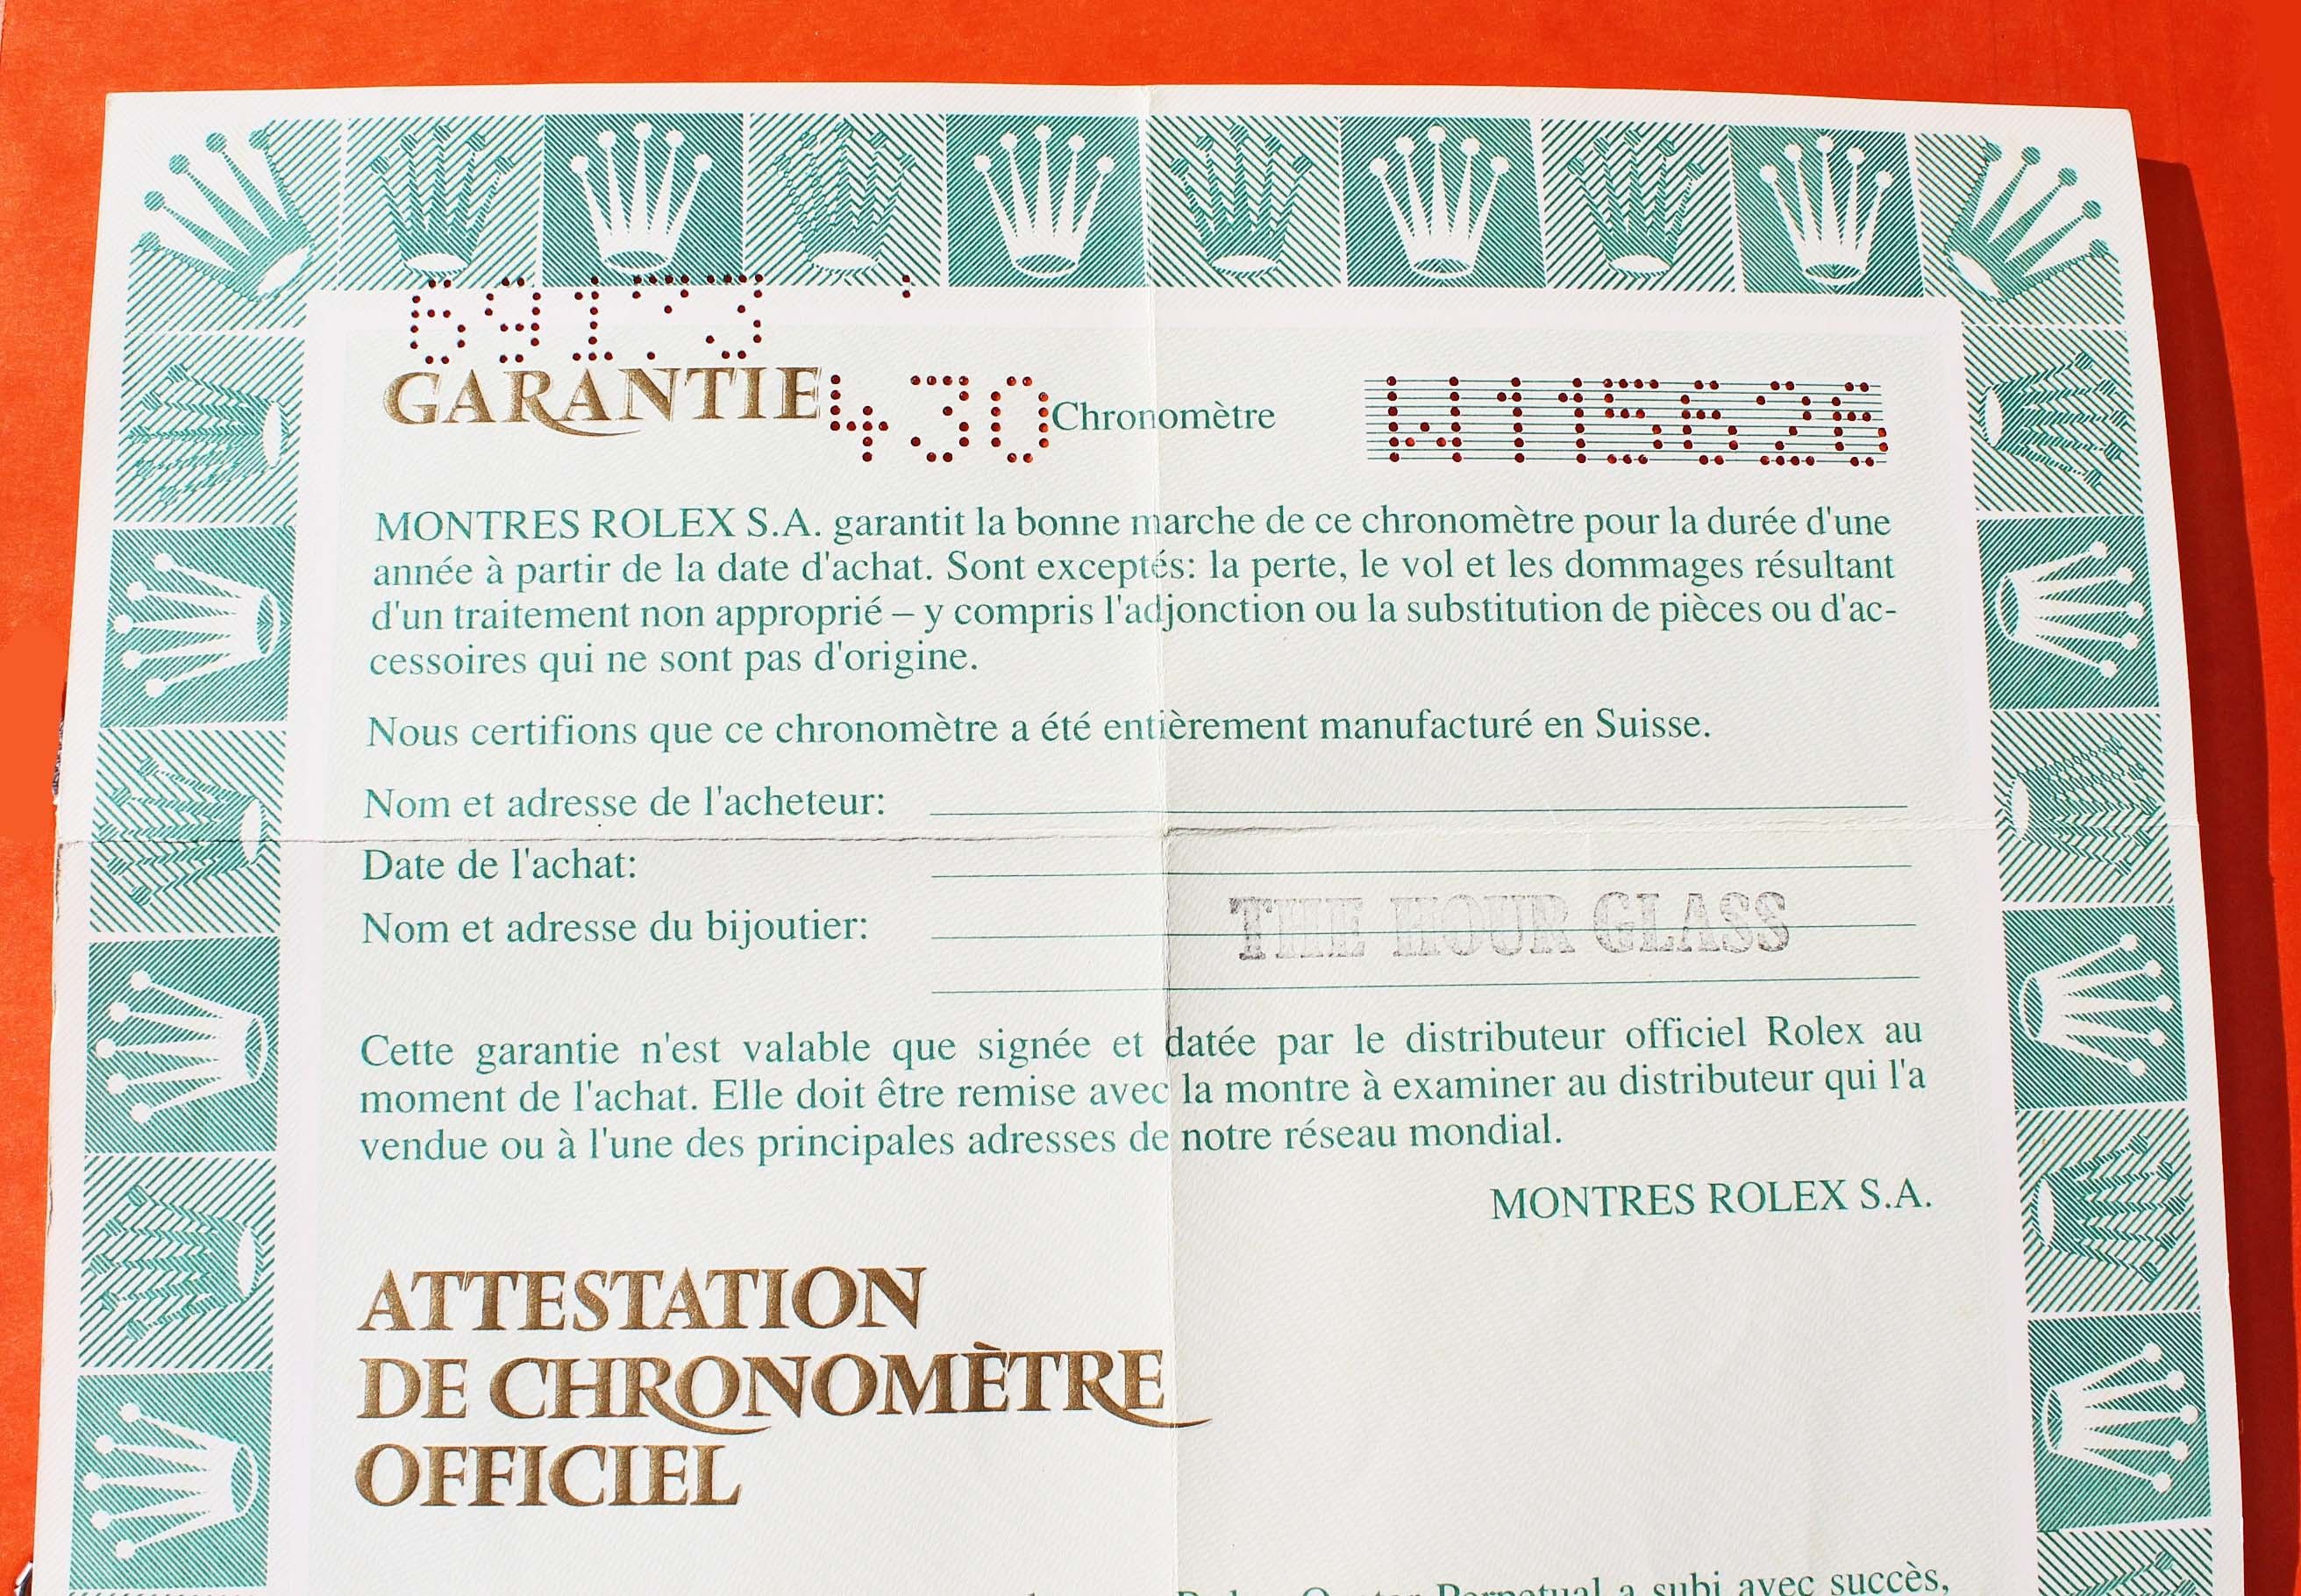 69173
GARANTIE 430 Chronomètre W115626
MONTRES ROLEX S.A. garantit la bonne marche de ce chronomètre pour la durée d'une
année à partir de la date d'achat. Sont exceptés: la perte, le vol et les dommages résultant
d'un traitement non approprié – y compris l'adjonction ou la substitution de pièces ou d'ac-
cessoires qui ne sont pas d'origine.
Nous certifions que ce chronomètre a été entièrement manufacturé en Suisse.
Nom et adresse de l'acheteur:
Date de l'achat:
Nom et adresse du bijoutier: THE HOUR GLASS
Cette garantie n'est valable que signée et datée par le distributeur officiel Rolex au
moment de l'achat. Elle doit être remise avec la montre à examiner au distributeur qui l'a
vendue ou à l'une des principales adresses de notre réseau mondial.
MONTRES ROLEX S.A.
ATTESTATION
DE CHRONOMÈTRE
OFFICIEL
Perpetual a subi avec succès,